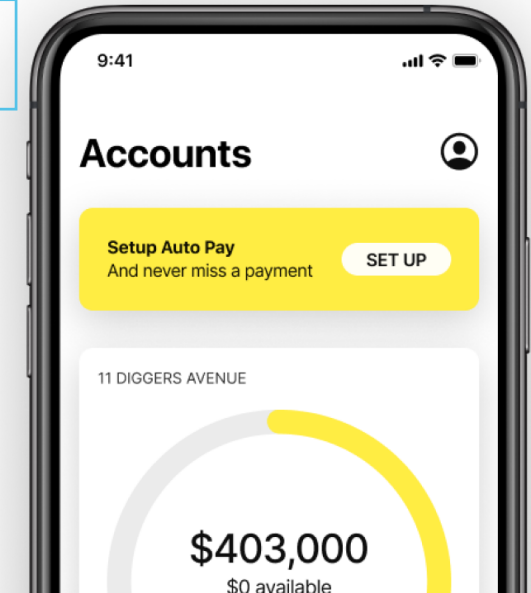 9:41
Accounts
Setup Auto Pay
And never miss a payment
SET UP
11 DIGGERS AVENUE
$403,000
$0 available